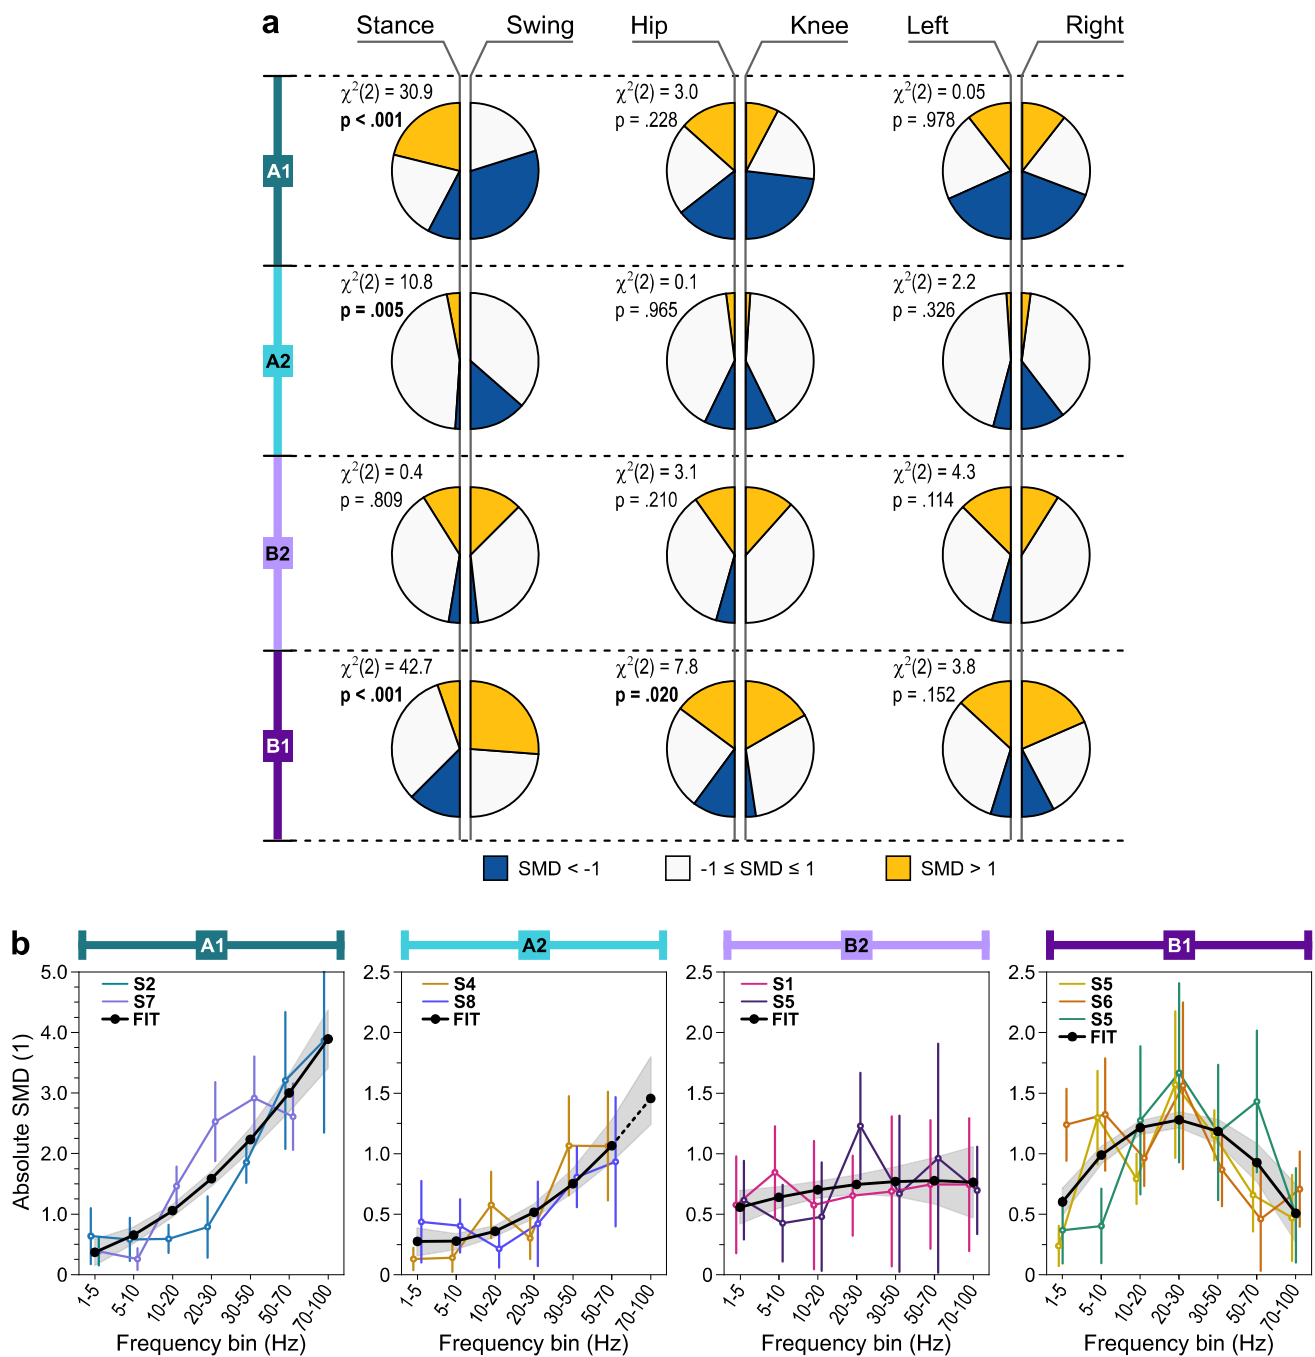 a
Stance Swing Hip Knee Left Right
χ²(2) = 30.9 χ²(2) = 3.0 χ²(2) = 0.05
p < .001 p = .228 p = .978
A1
χ²(2) = 10.8 χ²(2) = 0.1 χ²(2) = 2.2
p = .005 p = .965 p = .326
A2
χ²(2) = 0.4 χ²(2) = 3.1 χ²(2) = 4.3
p = .809 p = .210 p = .114
B2
χ²(2) = 42.7 χ²(2) = 7.8 χ²(2) = 3.8
p < .001 p = .020 p = .152
B1
SMD < -1 -1 ≤ SMD ≤ 1 SMD > 1
b
A1
Absolute SMD (1)
5.0
4.0
3.0
2.0
1.0
0
S2
S7
FIT
1-5 5-10 10-20 20-30 30-50 50-70 70-100
Frequency bin (Hz)
A2
2.5
2.0
1.5
1.0
0.5
0
S4
S8
FIT
1-5 5-10 10-20 20-30 30-50 50-70 70-100
Frequency bin (Hz)
B2
2.5
2.0
1.5
1.0
0.5
0
S1
S5
FIT
1-5 5-10 10-20 20-30 30-50 50-70 70-100
Frequency bin (Hz)
B1
2.5
2.0
1.5
1.0
0.5
0
S5
S6
S5
FIT
1-5 5-10 10-20 20-30 30-50 50-70 70-100
Frequency bin (Hz)